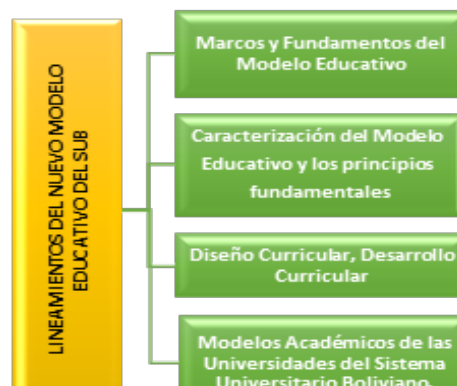 LINEAMIENTOS DEL NUEVO MODELO
EDUCATIVO DEL SUB
Marcos y Fundamentos del
Modelo Educativo
Caracterización del Modelo
Educativo y los principios
fundamentales
Diseño Curricular, Desarrollo
Curricular
Modelos Académicos de las
Universidades del Sistema
Universitario Boliviano.